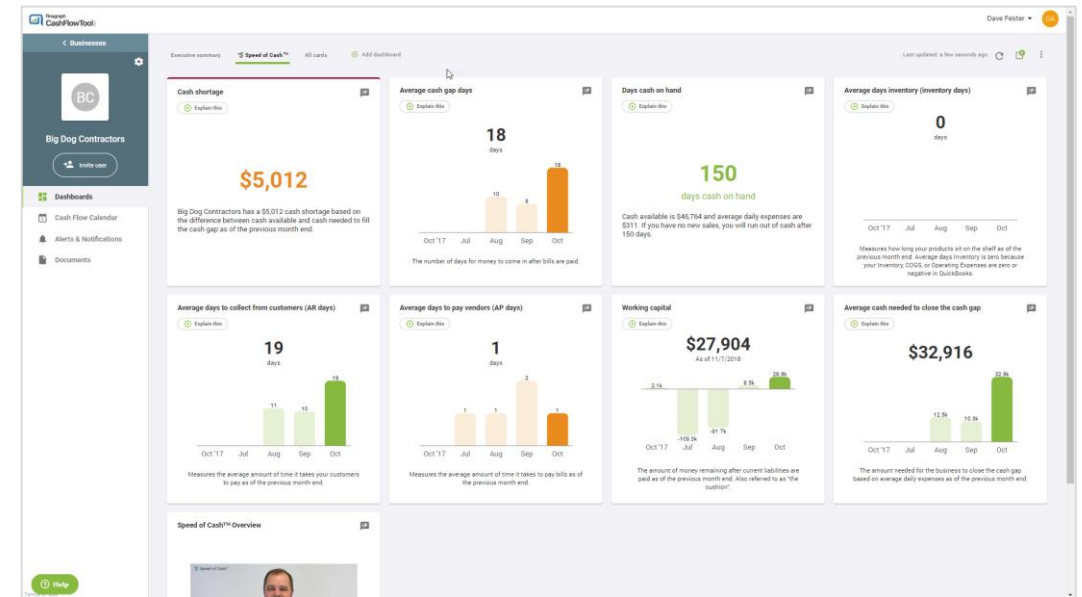 Finagraph
CashFlowTool
Dave Fester
DA
< Businesses
BC
Big Dog Contractors
Invite user
Dashboards
Cash Flow Calendar
Alerts & Notifications
Documents
Help
Executive summary
Speed of Cash™
All cards
Add dashboard
Last updated: a few seconds ago
Cash shortage
Explain this
$5,012
Big Dog Contractors has a $5,012 cash shortage based on
the difference between cash available and cash needed to fill
the cash gap as of the previous month end.
Average cash gap days
Explain this
18
days
10
8
18
Oct '17 Jul Aug Sep Oct
The number of days for money to come in after bills are paid.
Days cash on hand
Explain this
150
days cash on hand
Cash available is $46,764 and average daily expenses are
$311. If you have no new sales, you will run out of cash after
150 days.
Average days inventory (inventory days)
Explain this
0
days
Oct '17 Jul Aug Sep Oct
Measures how long your products sit on the shelf as of the
previous month end. Average days inventory is zero because
your Inventory, COGS, or Operating Expenses are zero or
negative in QuickBooks.
Average days to collect from customers (AR days)
Explain this
19
days
11
10
19
Oct '17 Jul Aug Sep Oct
Measures the average amount of time it takes your customers
to pay as of the previous month end.
Average days to pay vendors (AP days)
Explain this
1
days
1
1
2
1
Oct '17 Jul Aug Sep Oct
Measures the average amount of time it takes to pay bills as of
the previous month end.
Working capital
Explain this
$27,904
As of 11/7/2018
2.1k
8.5k
28.9k
-81.7k
Oct '17 Jul Aug Sep Oct
The amount of money remaining after current liabilities are
paid as of the previous month end. Also referred to as "the
cushion".
Average cash needed to close the cash gap
Explain this
$32,916
12.5k
10.3k
32.9k
Oct '17 Jul Aug Sep Oct
The amount needed for the business to close the cash gap
based on average daily expenses as of the previous month end.
Speed of Cash™ Overview
Speed of Cash™